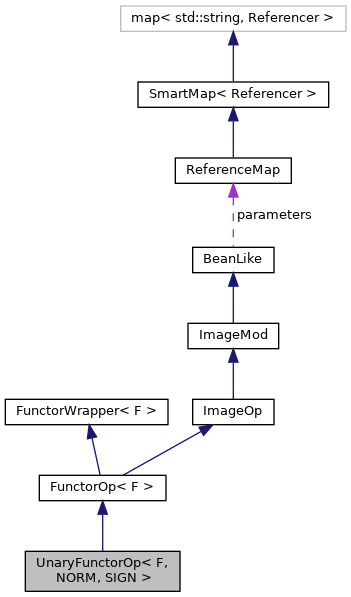 map< std::string, Referencer >
SmartMap< Referencer >
ReferenceMap
parameters
BeanLike
ImageMod
FunctorWrapper< F >
ImageOp
FunctorOp< F >
UnaryFunctorOp< F,
NORM, SIGN >